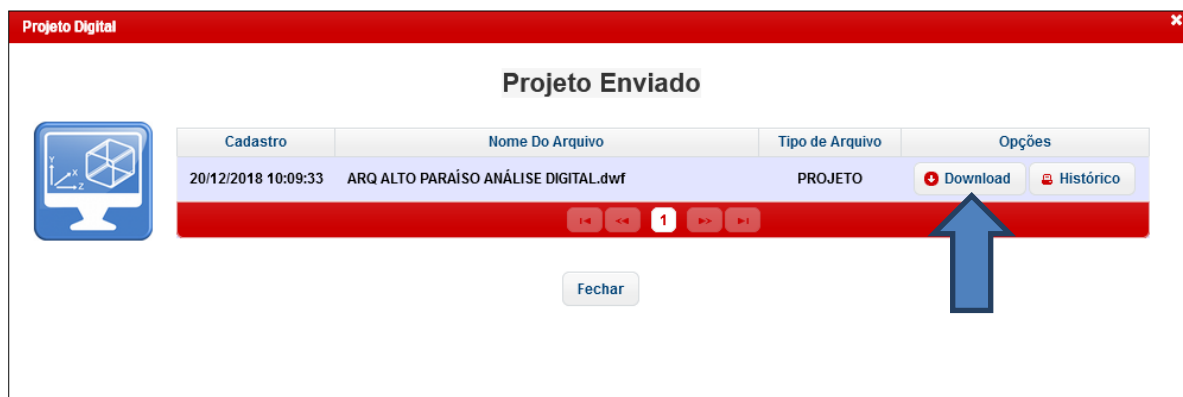 Projeto Digital
Projeto Enviado
Cadastro Nome Do Arquivo Tipo de Arquivo Opções
20/12/2018 10:09:33 ARQ ALTO PARAÍSO ANÁLISE DIGITAL.dwf PROJETO Download Histórico
1
Fechar
Y
X
Z